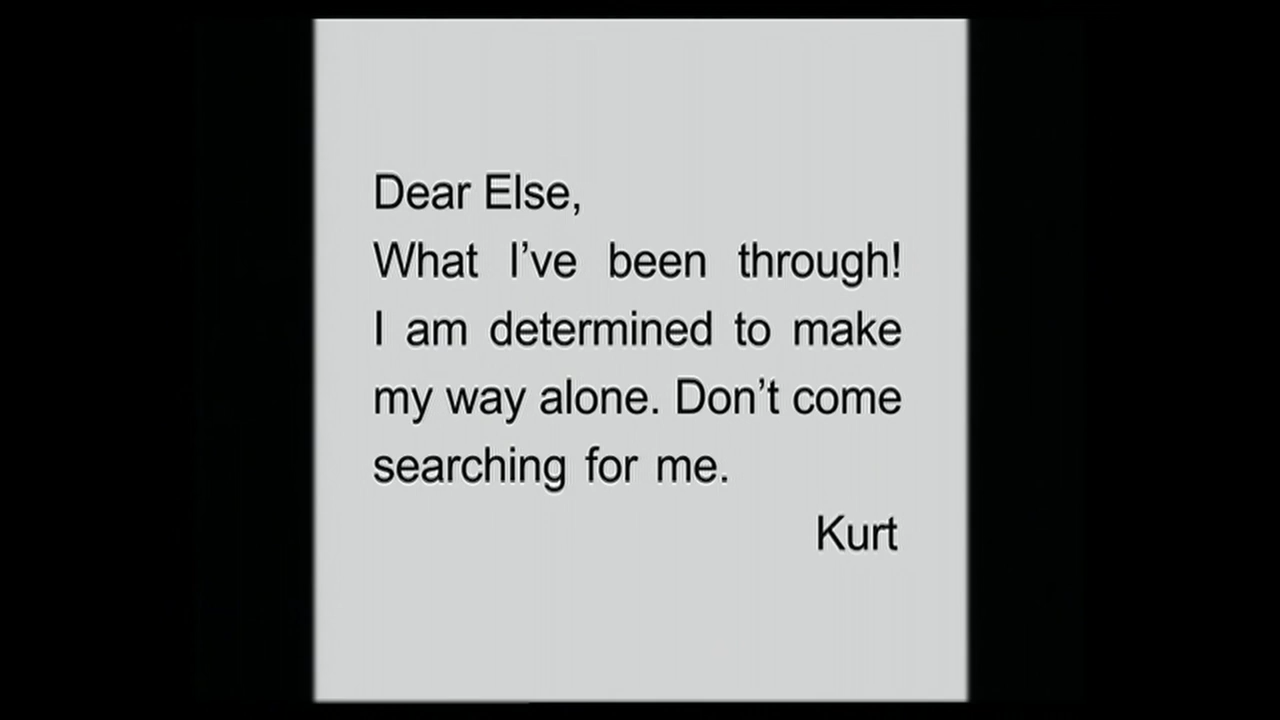 Dear Else,
What I’ve been through!
I am determined to make
my way alone. Don’t come
searching for me.
Kurt